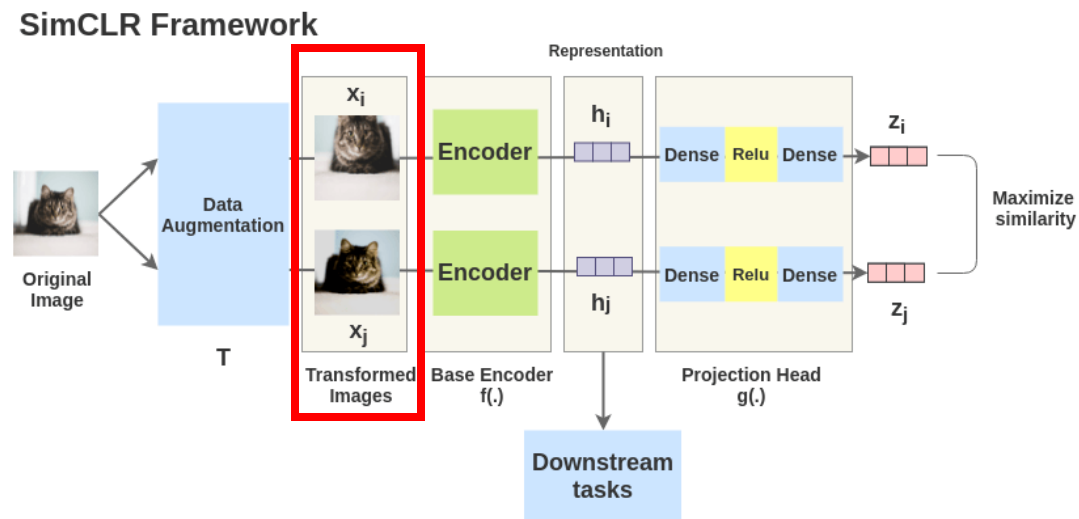 SimCLR Framework
Representation
xi
hi
zi
Encoder
Dense
Relu
Dense
Data
Augmentation
Maximize
similarity
Original
Image
Encoder
Dense
Relu
Dense
xj
hj
zj
T
Transformed
Images
Base Encoder
f(.)
Projection Head
g(.)
Downstream
tasks